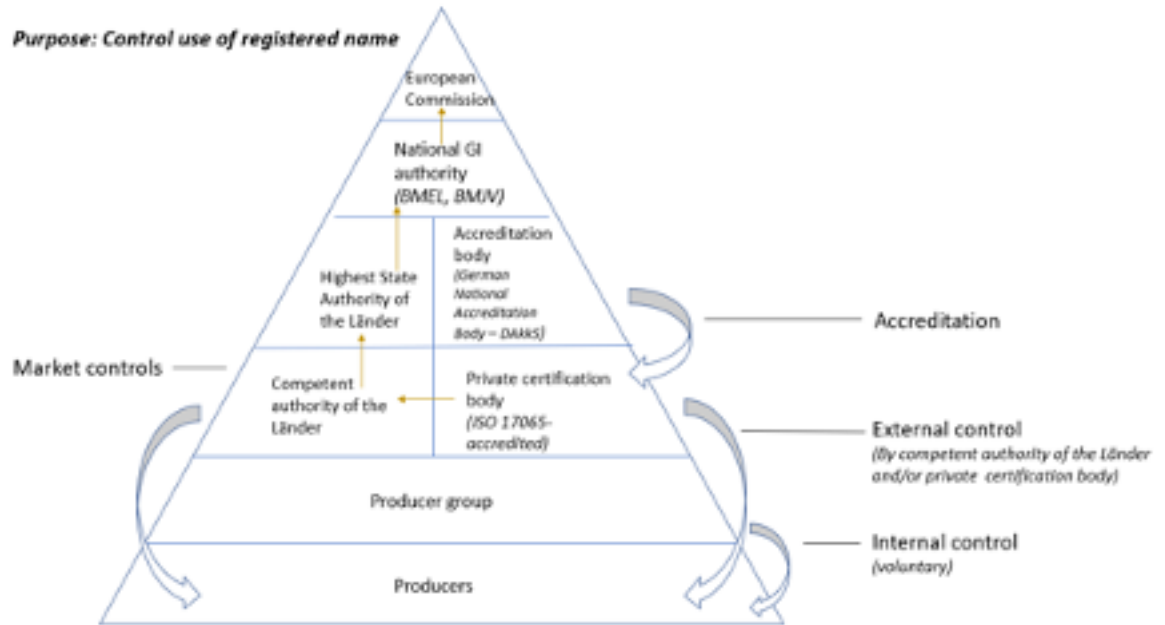 Purpose: Control use of registered name
European
Commission
National GI
authority
(BMEL, BMJV)
Accreditation
body
(German
National
Accreditation
Body – DAkkS)
Highest State
Authority of
the Länder
Accreditation
Market controls
Competent
authority of the
Länder
Private certification
body
(ISO 17065-
accredited)
External control
(By competent authority of the Länder
and/or private certification body)
Producer group
Internal control
(voluntary)
Producers